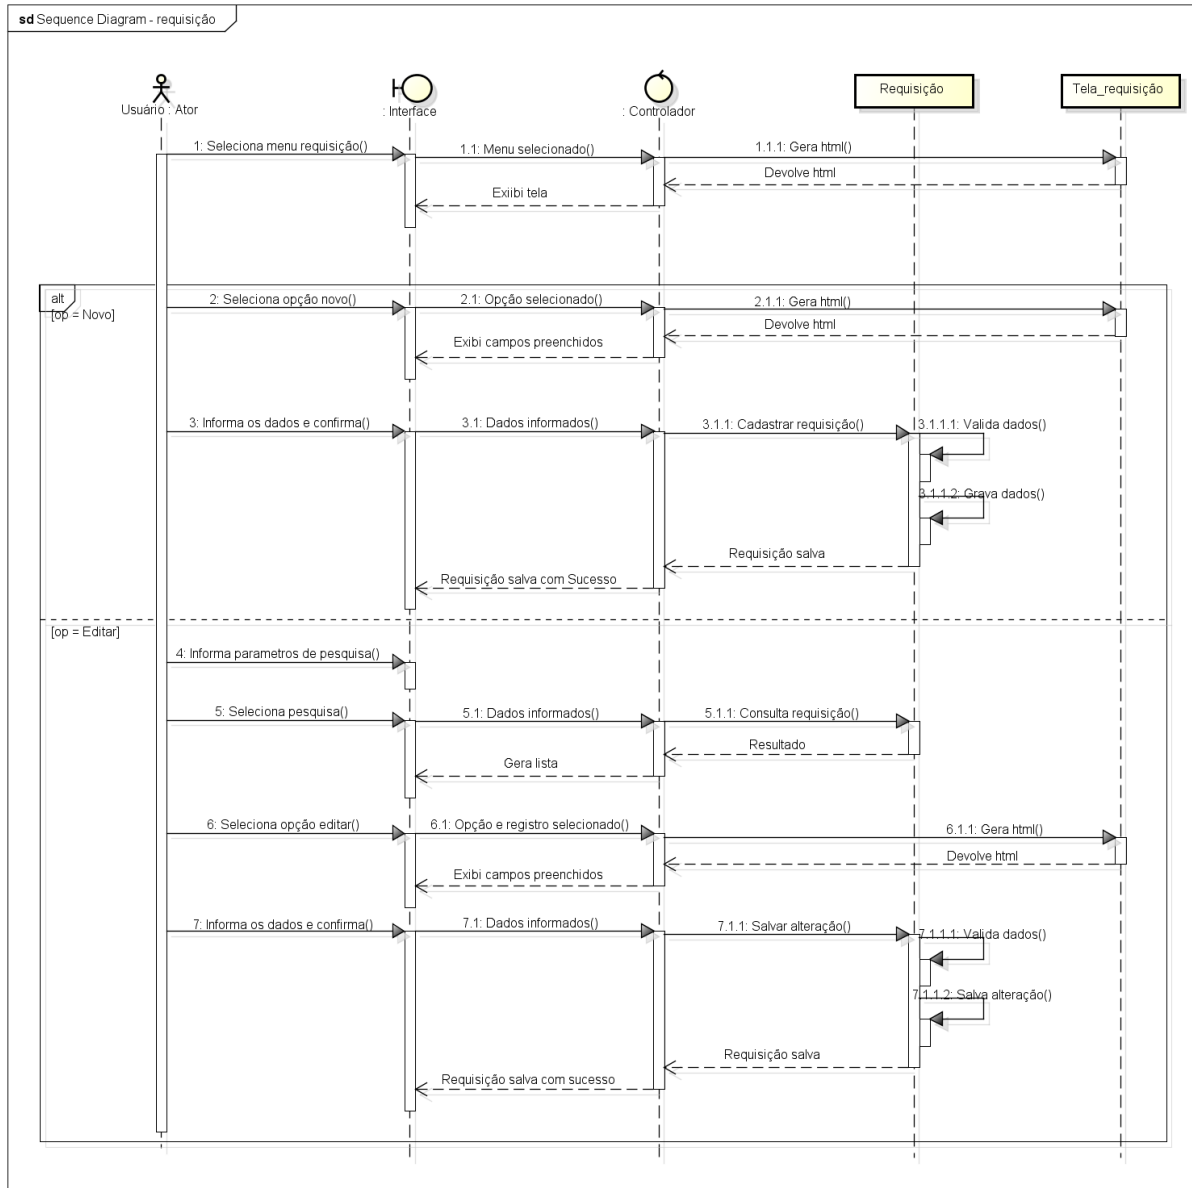 sd Sequence Diagram - requisição
Usuário : Ator
: Interface
: Controlador
Requisição
Tela_requisição
1: Seleciona menu requisição()
1.1: Menu selecionado()
1.1.1: Gera html()
Devolve html
Exiibi tela
alt
[op = Novo]
2: Seleciona opção novo()
2.1: Opção selecionado()
2.1.1: Gera html()
Devolve html
Exibi campos preenchidos
3: Informa os dados e confirma()
3.1: Dados informados()
3.1.1: Cadastrar requisição()
3.1.1.1: Valida dados()
3.1.1.2: Grava dados()
Requisição salva
Requisição salva com Sucesso
[op = Editar]
4: Informa parametros de pesquisa()
5: Seleciona pesquisa()
5.1: Dados informados()
5.1.1: Consulta requisição()
Resultado
Gera lista
6: Seleciona opção editar()
6.1: Opção e registro selecionado()
6.1.1: Gera html()
Devolve html
Exibi campos preenchidos
7: Informa os dados e confirma()
7.1: Dados informados()
7.1.1: Salvar alteração()
7.1.1.1: Valida dados()
7.1.1.2: Salva alteração()
Requisição salva
Requisição salva com sucesso